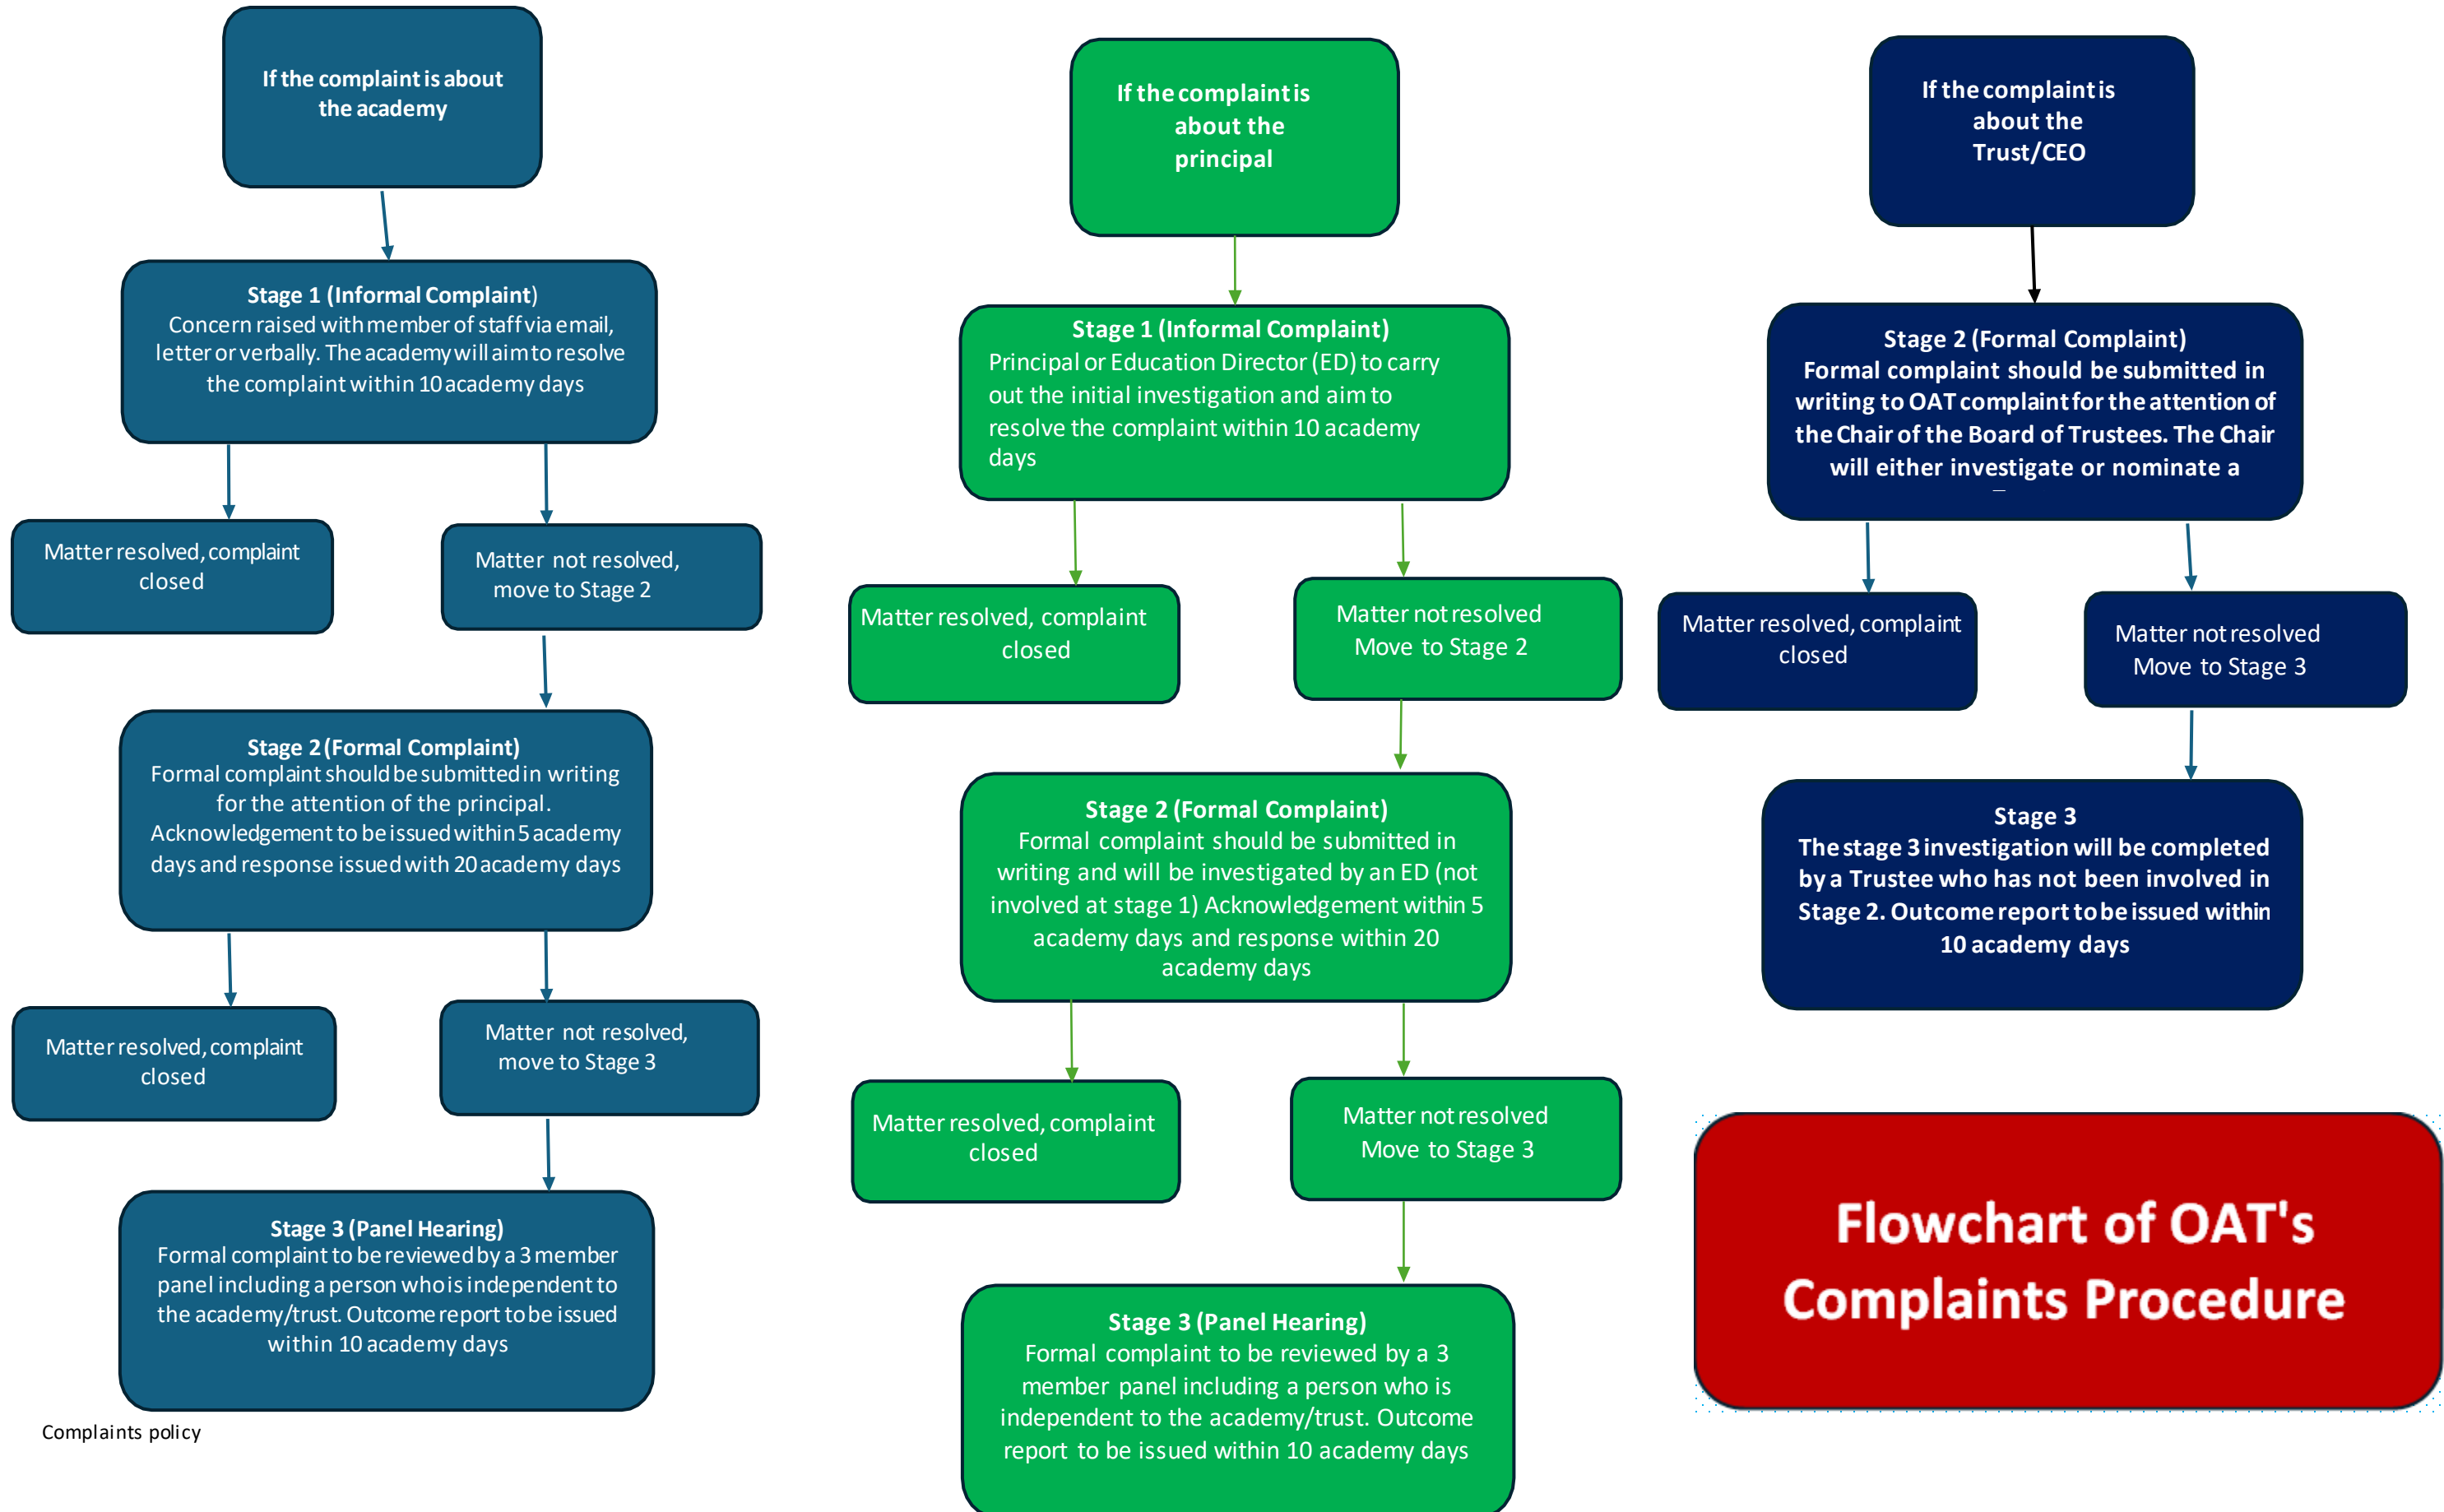 If the complaint is about
the academy
Stage 1 (Informal Complaint)
Concern raised with member of staff via email,
letter or verbally. The academy will aim to resolve
the complaint within 10 academy days
Matter resolved, complaint
closed
Matter not resolved,
move to Stage 2
Stage 2 (Formal Complaint)
Formal complaint should be submitted in writing
for the attention of the principal.
Acknowledgement to be issued within 5 academy
days and response issued with 20 academy days
Matter resolved, complaint
closed
Matter not resolved,
move to Stage 3
Stage 3 (Panel Hearing)
Formal complaint to be reviewed by a 3 member
panel including a person who is independent to
the academy/trust. Outcome report to be issued
within 10 academy days
Complaints policy
If the complaint is
about the
principal
Stage 1 (Informal Complaint)
Principal or Education Director (ED) to carry
out the initial investigation and aim to
resolve the complaint within 10 academy
days
Matter resolved, complaint
closed
Matter not resolved
Move to Stage 2
Stage 2 (Formal Complaint)
Formal complaint should be submitted in
writing and will be investigated by an ED (not
involved at stage 1) Acknowledgement within 5
academy days and response within 20
academy days
Matter resolved, complaint
closed
Matter not resolved
Move to Stage 3
Stage 3 (Panel Hearing)
Formal complaint to be reviewed by a 3
member panel including a person who is
independent to the academy/trust. Outcome
report to be issued within 10 academy days
If the complaint is
about the
Trust/CEO
Stage 2 (Formal Complaint)
Formal complaint should be submitted in
writing to OAT complaint for the attention of
the Chair of the Board of Trustees. The Chair
will either investigate or nominate a
Matter resolved, complaint
closed
Matter not resolved
Move to Stage 3
Stage 3
The stage 3 investigation will be completed
by a Trustee who has not been involved in
Stage 2. Outcome report to be issued within
10 academy days
Flowchart of OAT's
Complaints Procedure